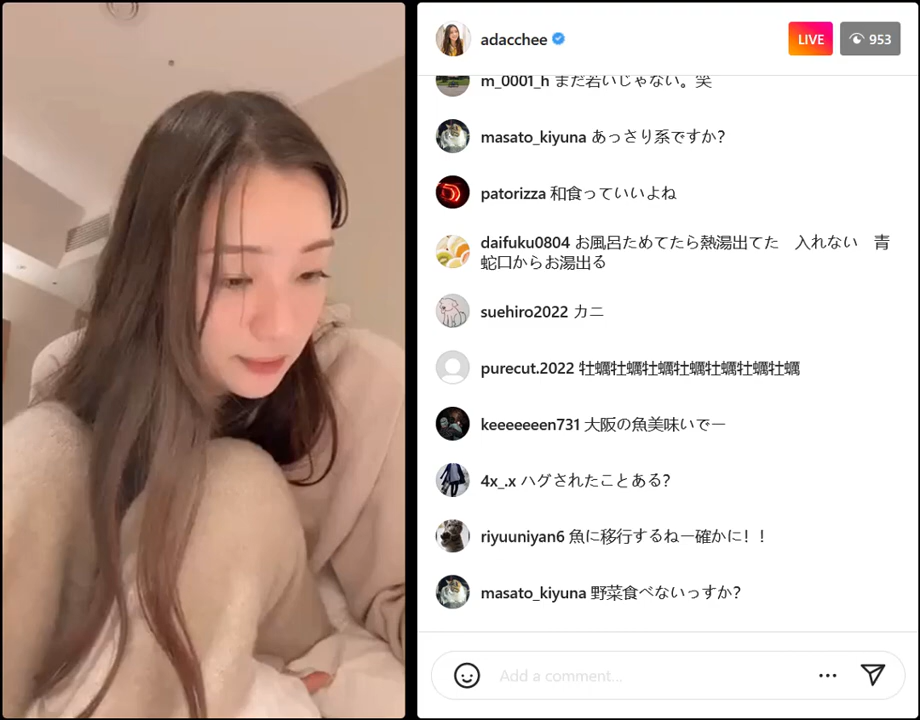 adacchee
LIVE
953
m_0001_h まだ若いじゃない。笑
masato_kiyuna あっさり系ですか?
patorizza 和食っていいよね
daifuku0804 お風呂ためてたら熱湯出てた　入れない　青
蛇口からお湯出る
suehiro2022 カニ
purecut.2022 牡蠣牡蠣牡蠣牡蠣牡蠣牡蠣牡蠣
keeeeeeen731 大阪の魚美味いでー
4x_.x ハグされたことある?
riyuuniyan6 魚に移行するねー確かに！！
masato_kiyuna 野菜食べないっすか?
Add a comment...